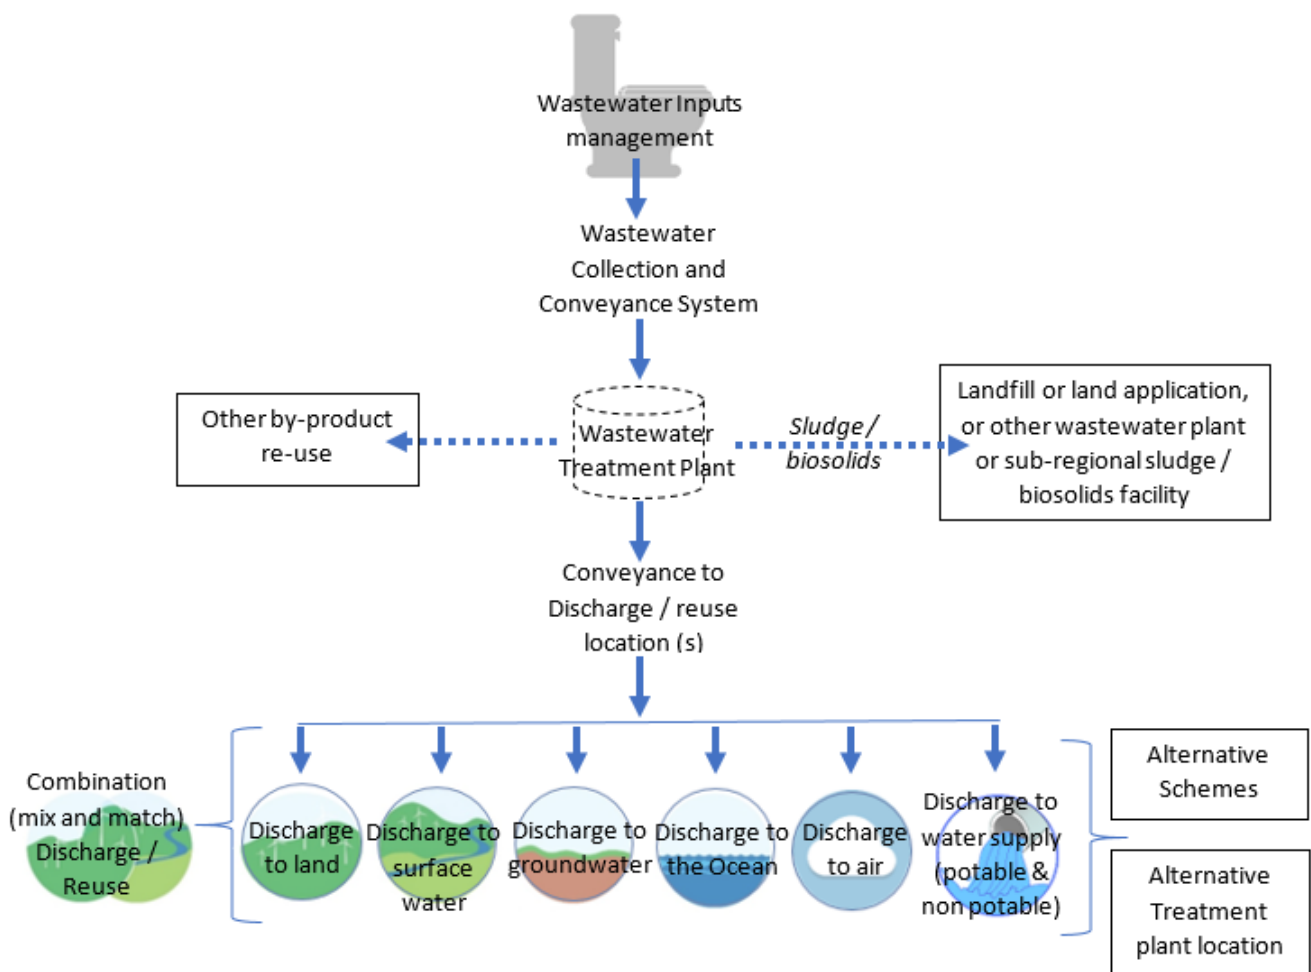 Wastewater Inputs
management
Wastewater
Collection and
Conveyance System
Other by-product
re-use
Wastewater
Treatment Plant
Sludge /
biosolids
Landfill or land application,
or other wastewater plant
or sub-regional sludge /
biosolids facility
Conveyance to
Discharge / reuse
location (s)
Combination
(mix and match)
Discharge /
Reuse
Discharge
to land
Discharge to
surface
water
Discharge to
groundwater
Discharge to
the Ocean
Discharge
to air
Discharge to
water supply
(potable &
non potable)
Alternative
Schemes
Alternative
Treatment
plant location